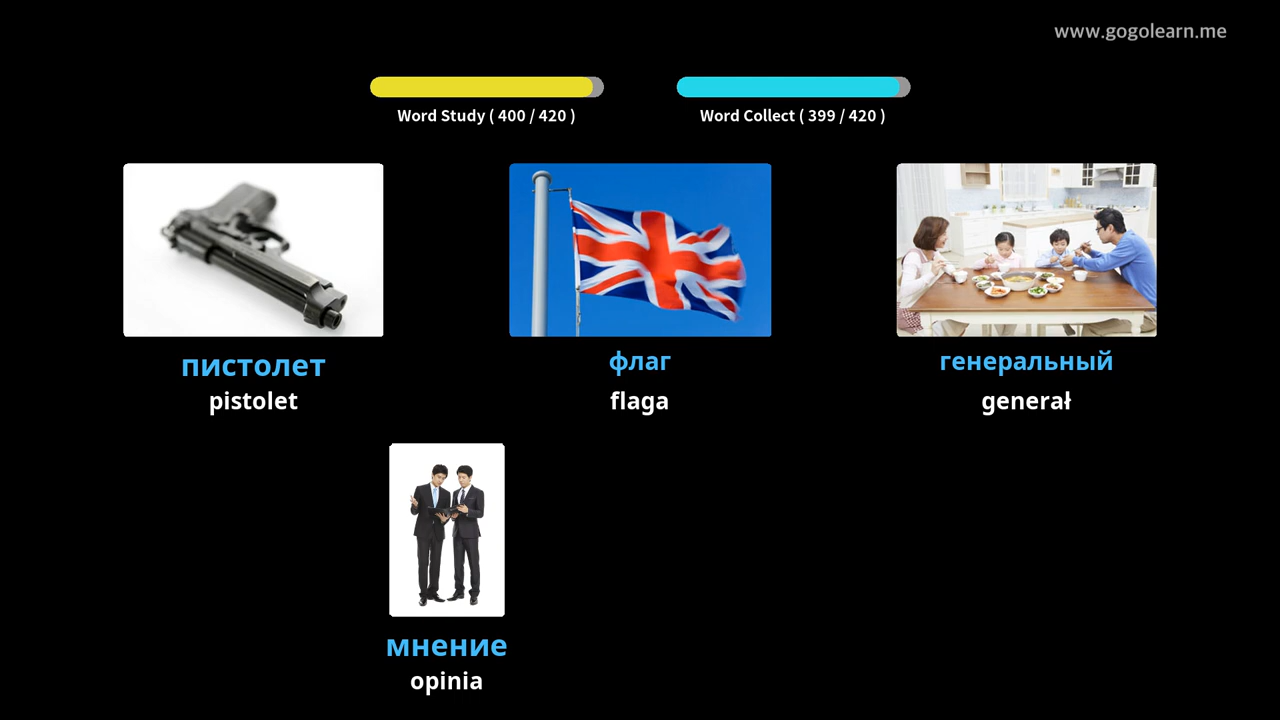 www.gogolearn.me
Word Study ( 400 / 420 )
Word Collect ( 399 / 420 )
пистолет
pistolet
флаг
flaga
генеральный
generał
мнение
opinia